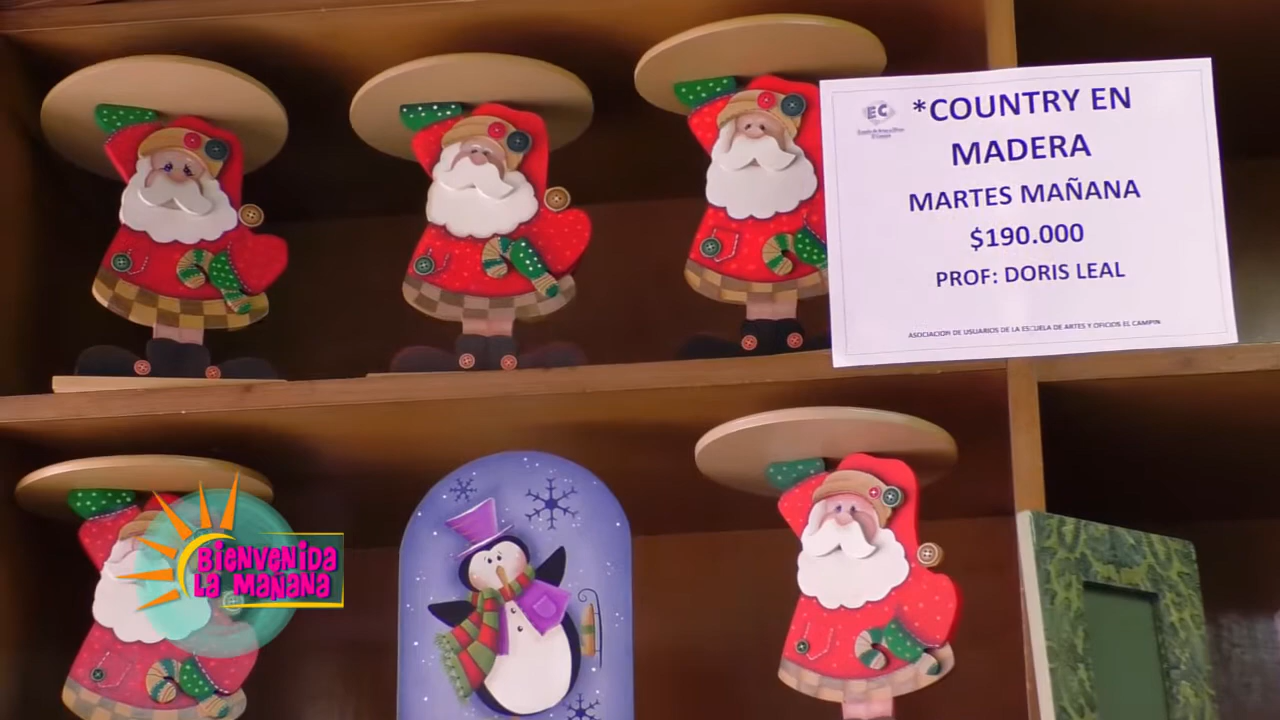 EC
*COUNTRY EN
MADERA
MARTES MAÑANA
$190.000
PROF: DORIS LEAL
ASOCIACION DE USUARIOS DE LA ESCUELA DE ARTES Y OFICIOS EL CAMPIN
BIENVENIDA
LA MAÑANA